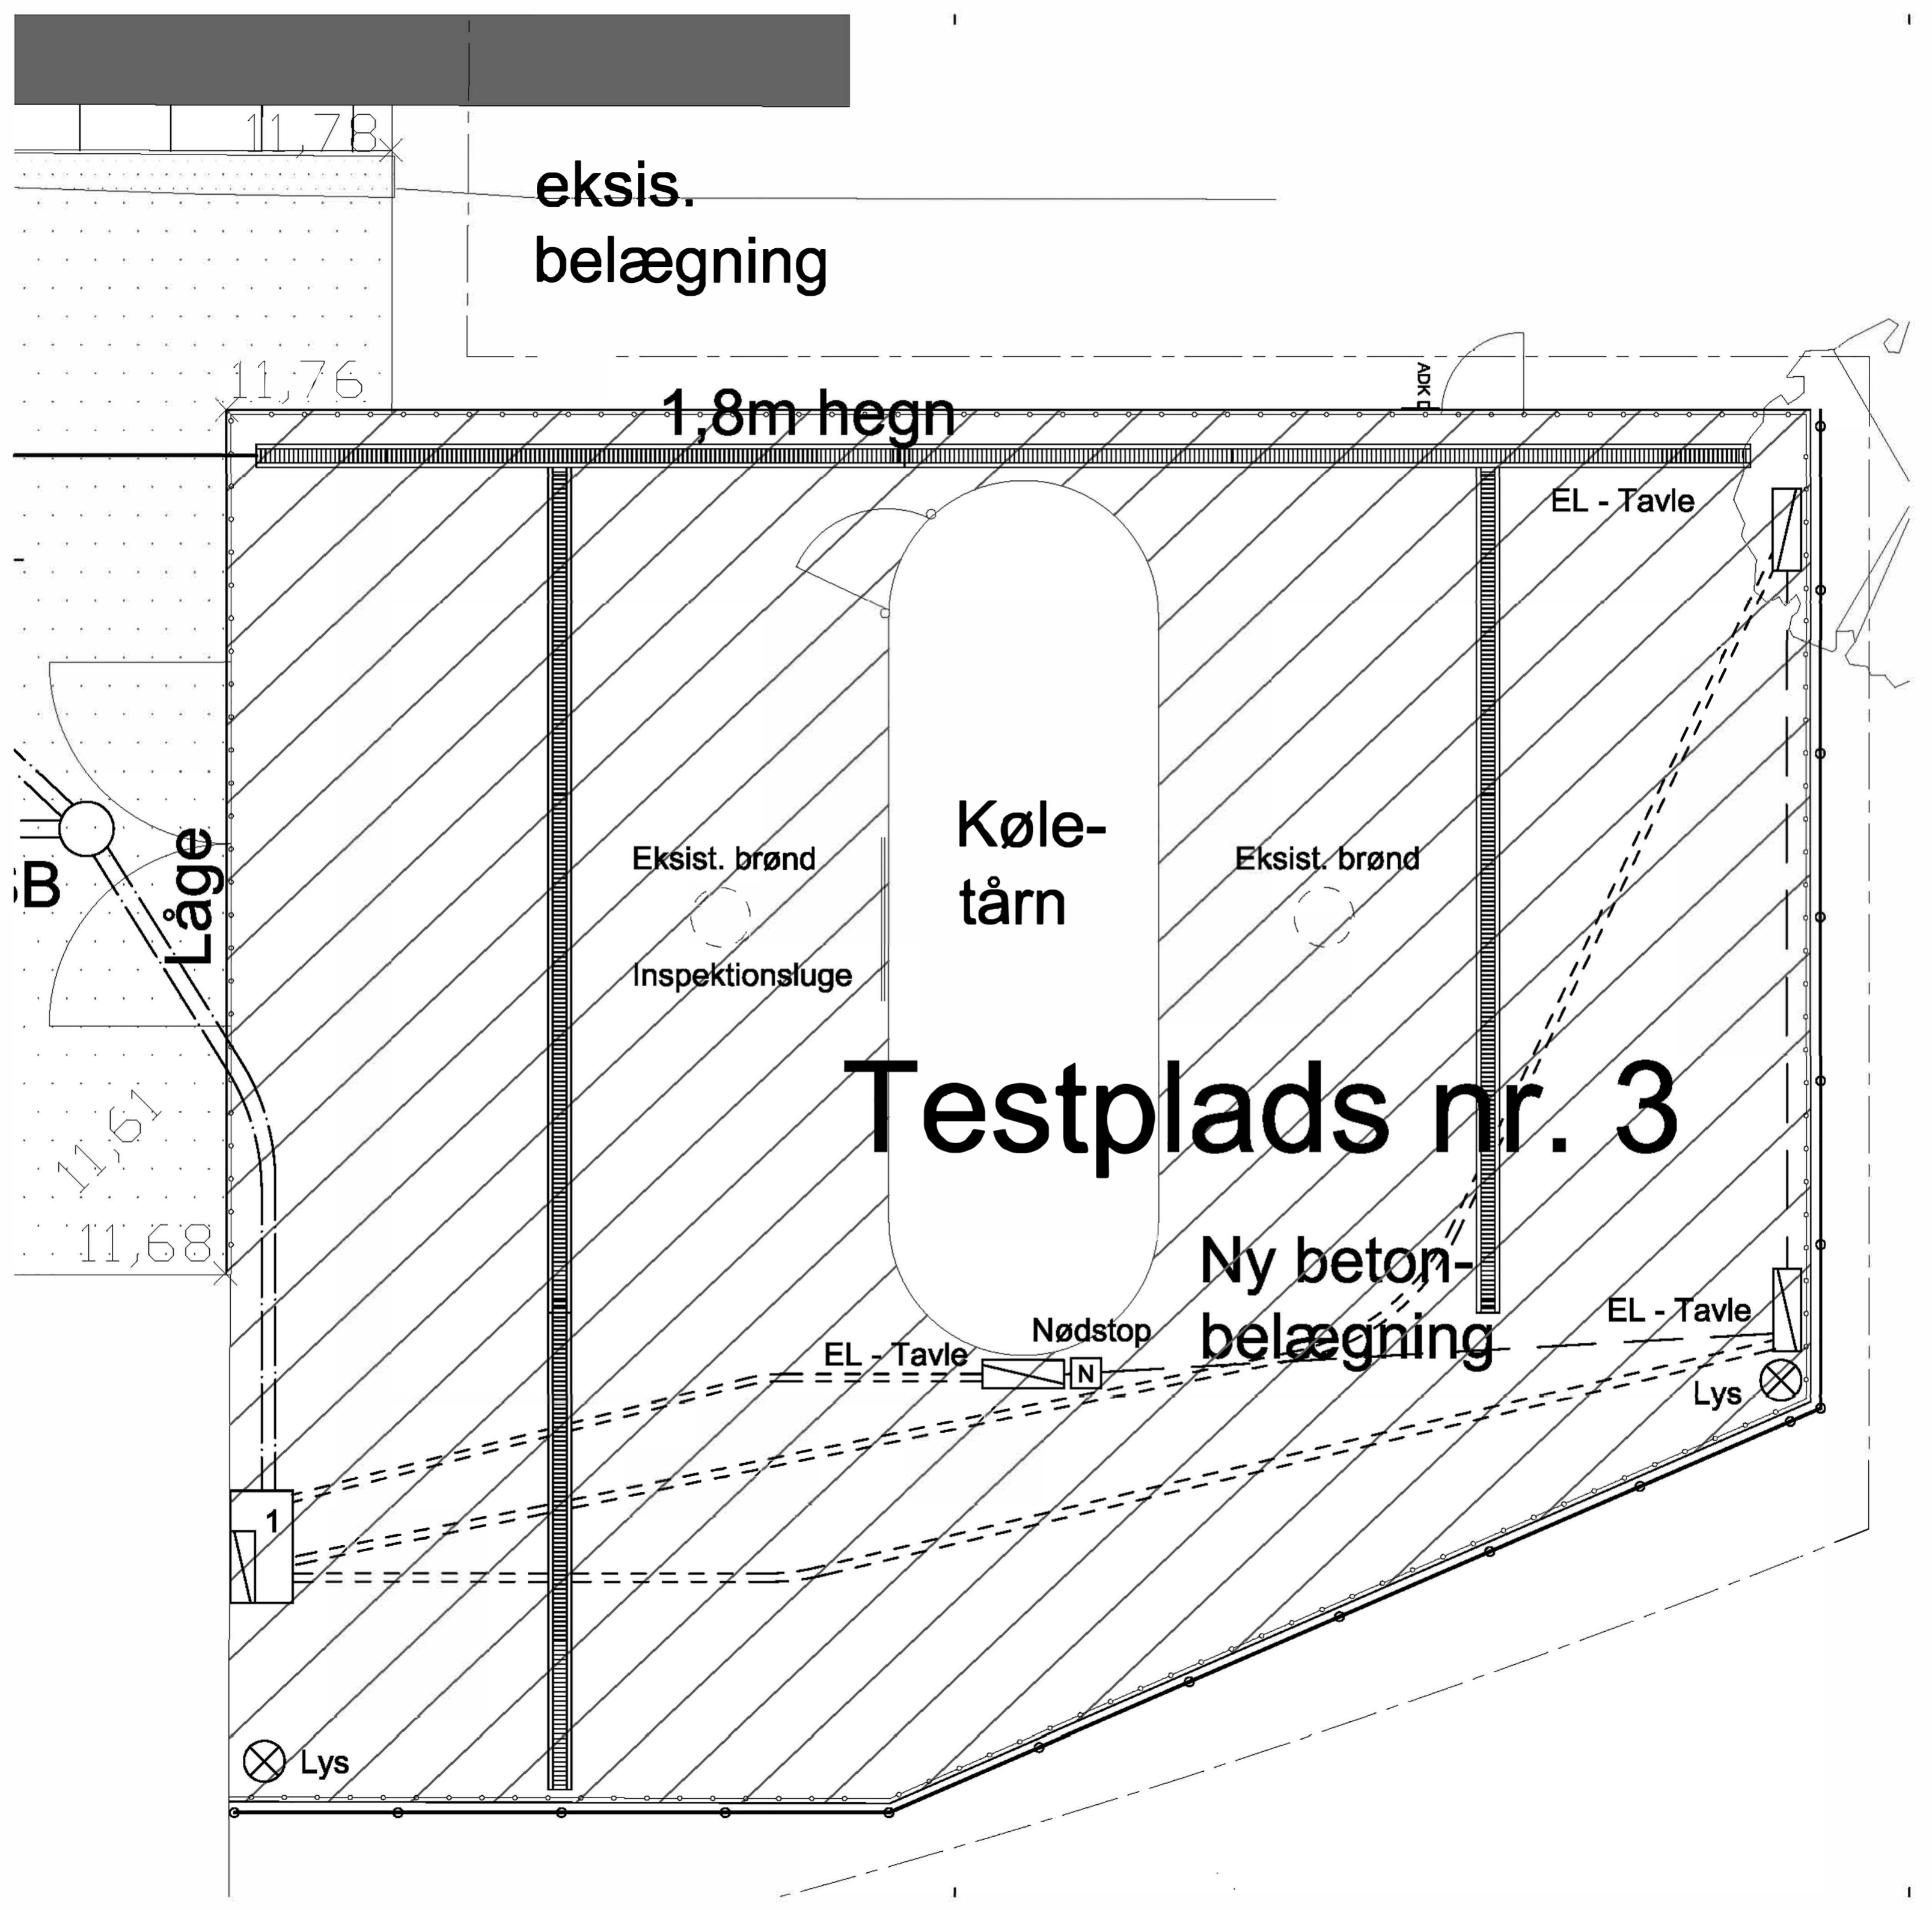 11,78
eksis.
belægning
11,76
ADK
1,8m hegn
EL - Tavle
Låge
Køle-
tårn
Eksist. brønd
Eksist. brønd
Inspektionsluge
Testplads nr. 3
11,61
11,68
Ny beton-
belægning
EL - Tavle
Nødstop
EL - Tavle
N
Lys
1
Lys